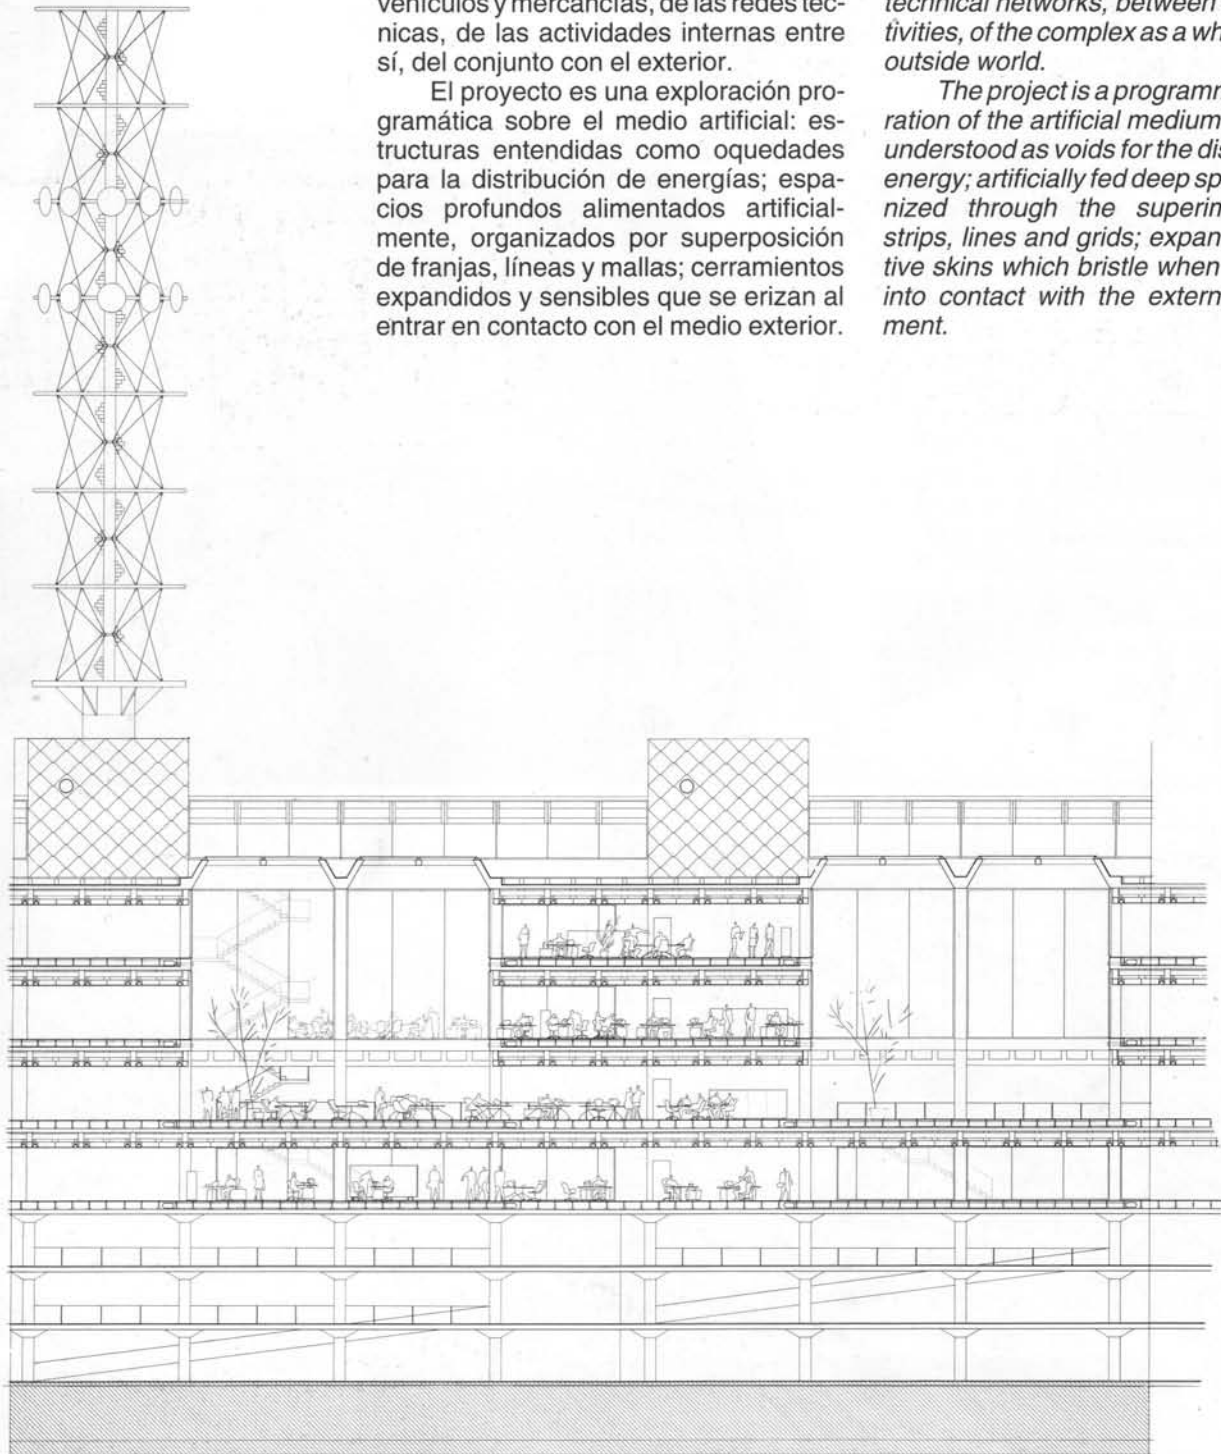 vehículos y mercancías, de las redes téc-
nicas, de las actividades internas entre
sí, del conjunto con el exterior.
El proyecto es una exploración pro-
gramática sobre el medio artificial: es-
tructuras entendidas como oquedades
para la distribución de energías; espa-
cios profundos alimentados artificial-
mente, organizados por superposición
de franjas, líneas y mallas; cerramientos
expandidos y sensibles que se erizan al
entrar en contacto con el medio exterior.
technical networks, between
tivities, of the complex as a wh
outside world.
The project is a programm
ration of the artificial medium
understood as voids for the dis
energy; artificially fed deep sp
nized through the superim
strips, lines and grids; expan
tive skins which bristle when
into contact with the extern
ment.